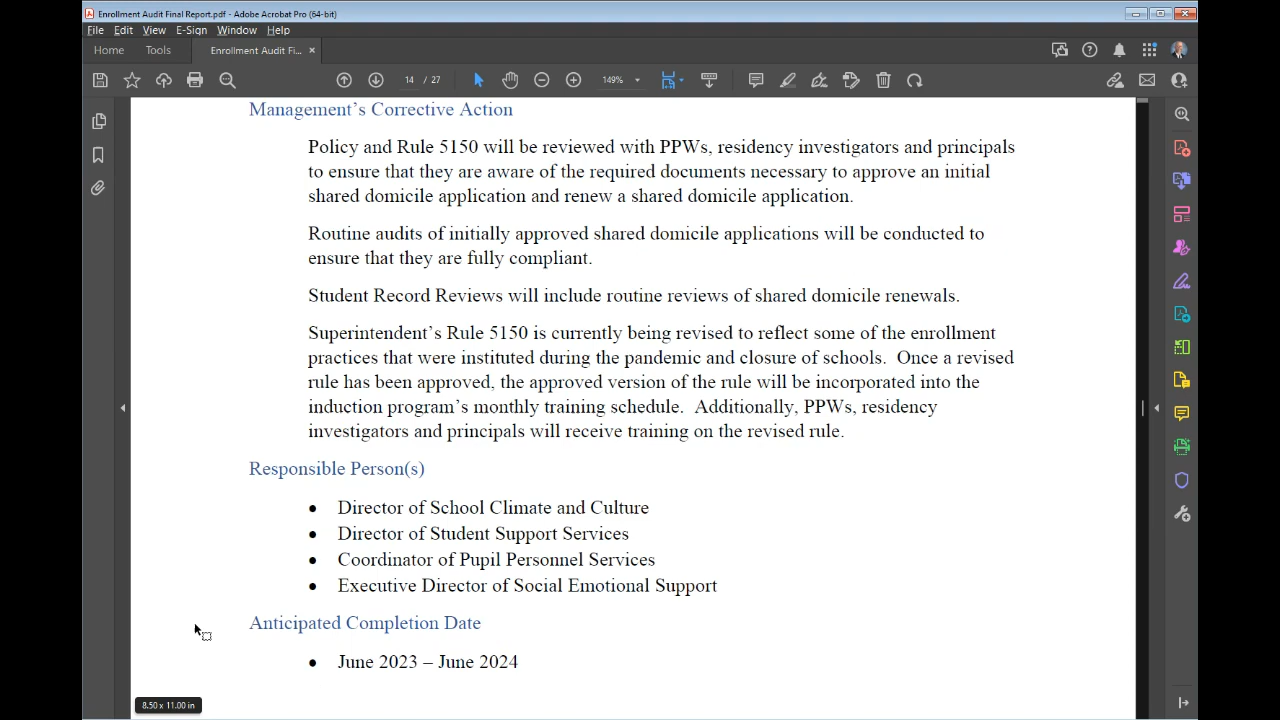 Enrollment Audit Final Report.pdf - Adobe Acrobat Pro (64-bit)
File Edit View E-Sign Window Help
Home Tools Enrollment Audit Fi... ×
14 / 27 149%
Management's Corrective Action
Policy and Rule 5150 will be reviewed with PPWs, residency investigators and principals
to ensure that they are aware of the required documents necessary to approve an initial
shared domicile application and renew a shared domicile application.
Routine audits of initially approved shared domicile applications will be conducted to
ensure that they are fully compliant.
Student Record Reviews will include routine reviews of shared domicile renewals.
Superintendent's Rule 5150 is currently being revised to reflect some of the enrollment
practices that were instituted during the pandemic and closure of schools. Once a revised
rule has been approved, the approved version of the rule will be incorporated into the
induction program's monthly training schedule. Additionally, PPWs, residency
investigators and principals will receive training on the revised rule.
Responsible Person(s)
• Director of School Climate and Culture
• Director of Student Support Services
• Coordinator of Pupil Personnel Services
• Executive Director of Social Emotional Support
Anticipated Completion Date
• June 2023 – June 2024
8.50 x 11.00 in